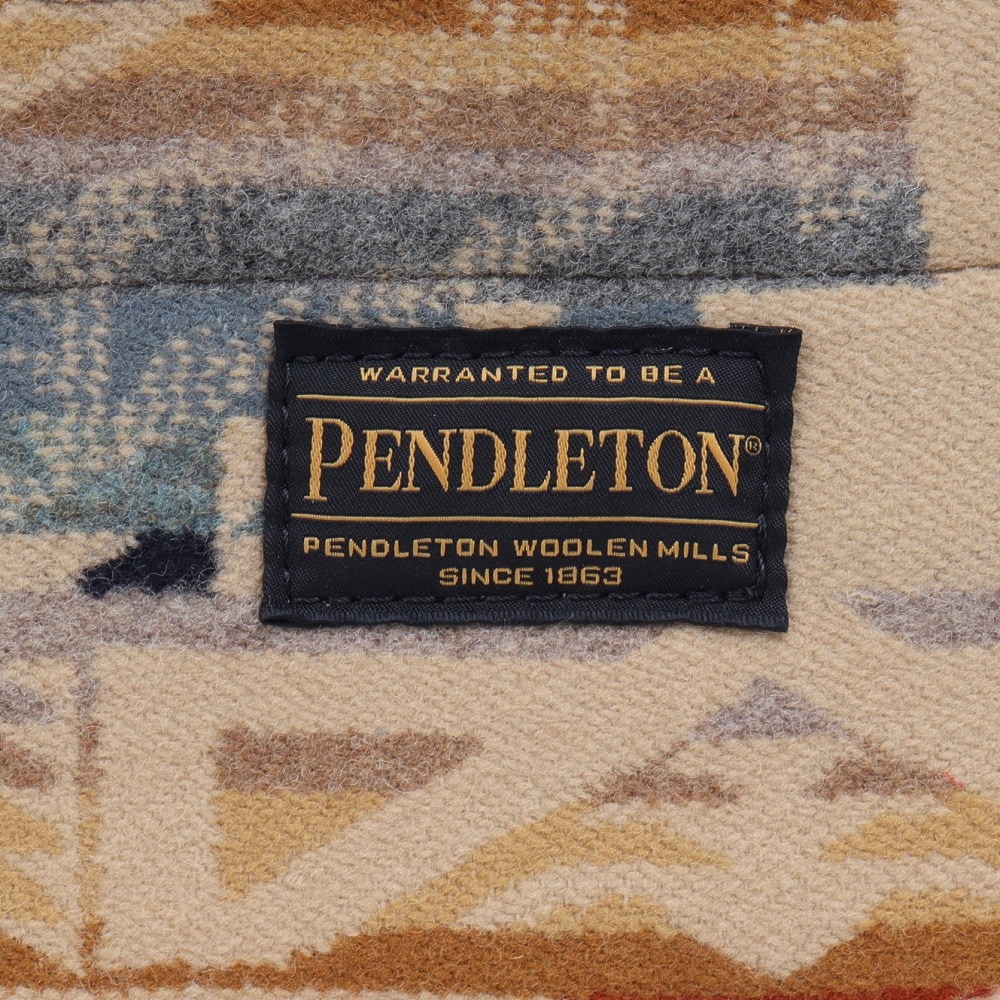 WARRANTED TO BE A
PENDLETON®
PENDLETON WOOLEN MILLS
SINCE 1863